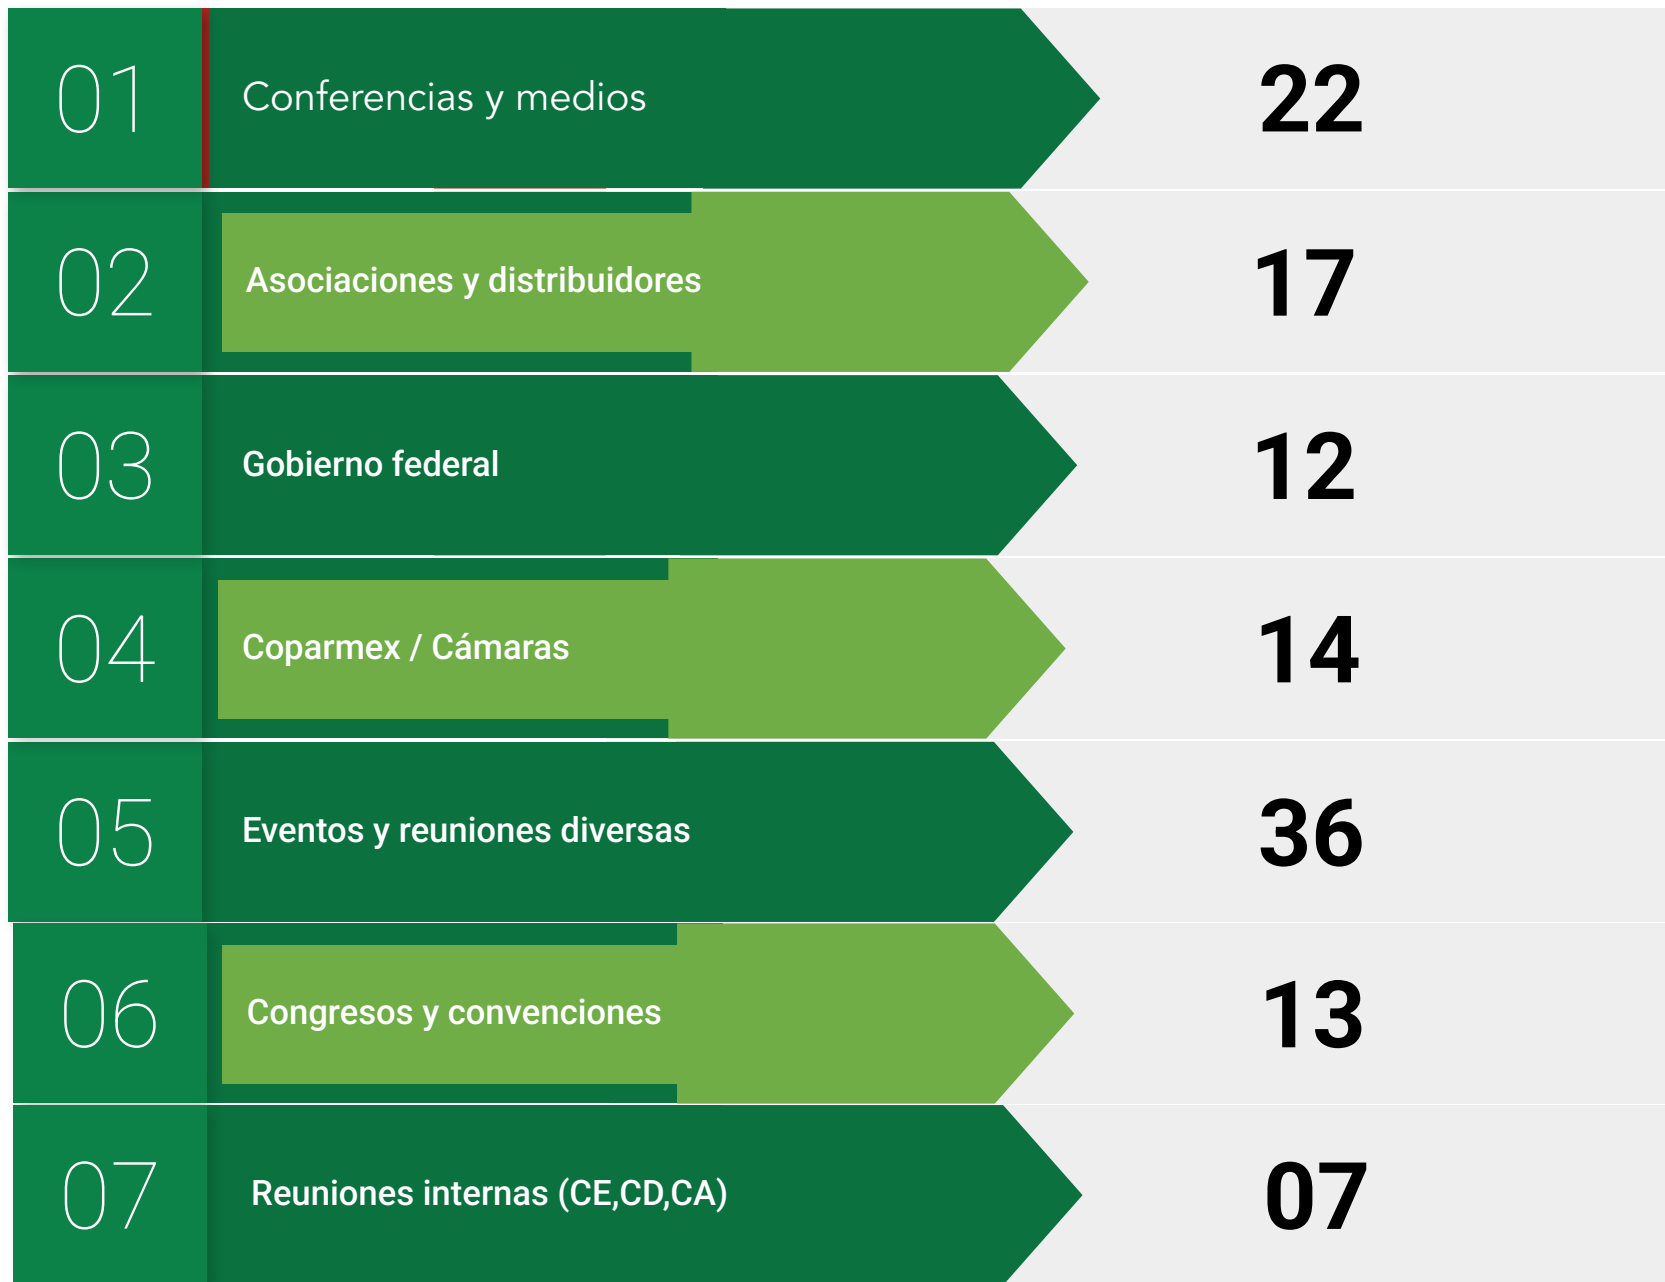 01 Conferencias y medios 22
02 Asociaciones y distribuidores 17
03 Gobierno federal 12
04 Coparmex / Cámaras 14
05 Eventos y reuniones diversas 36
06 Congresos y convenciones 13
07 Reuniones internas (CE,CD,CA) 07